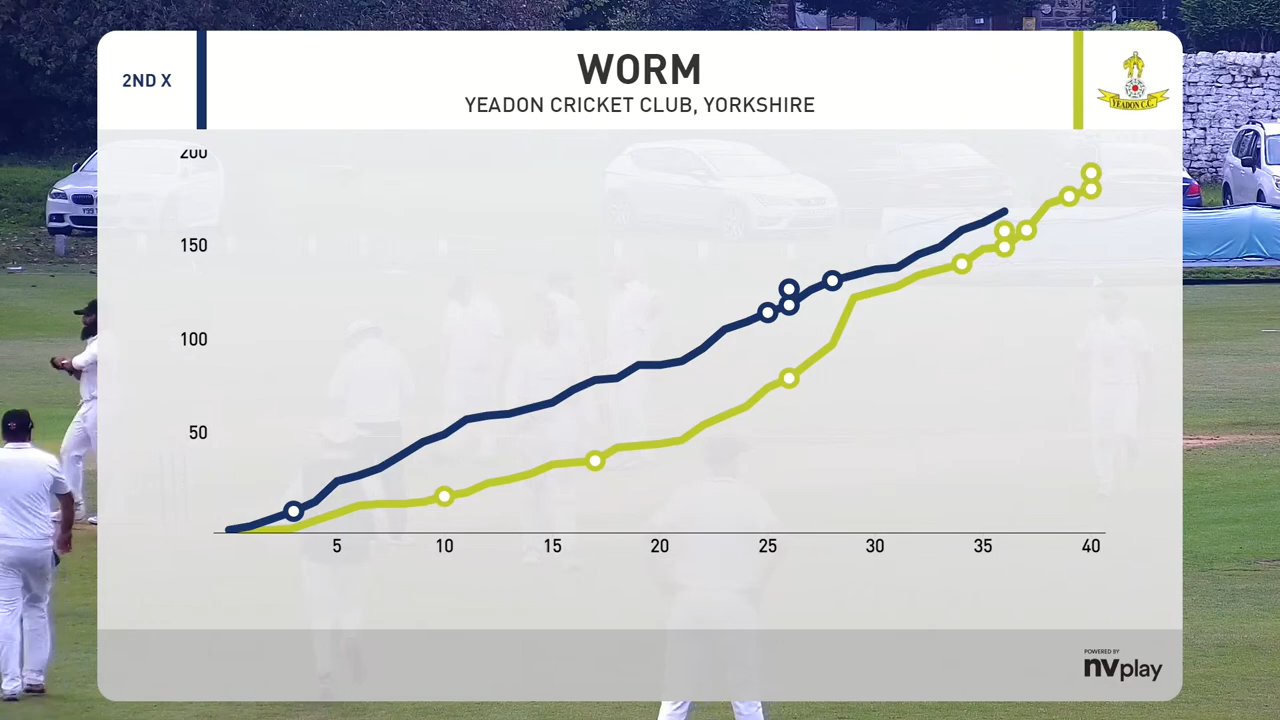 2ND X
WORM
YEADON CRICKET CLUB, YORKSHIRE
YEADON C.C.
200
150
100
50
5 10 15 20 25 30 35 40
POWERED BY
nvplay